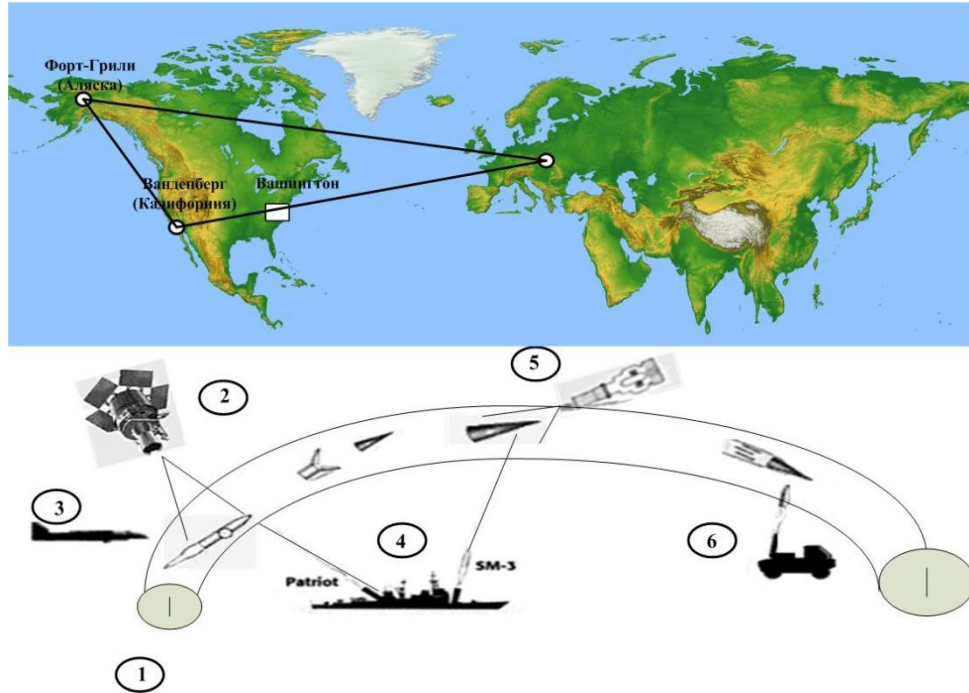 Форт-Грили
(Аляска)
Ванденберг
(Калифорния)
Вашингтон
5
2
3
4
6
SM-3
Patriot
1